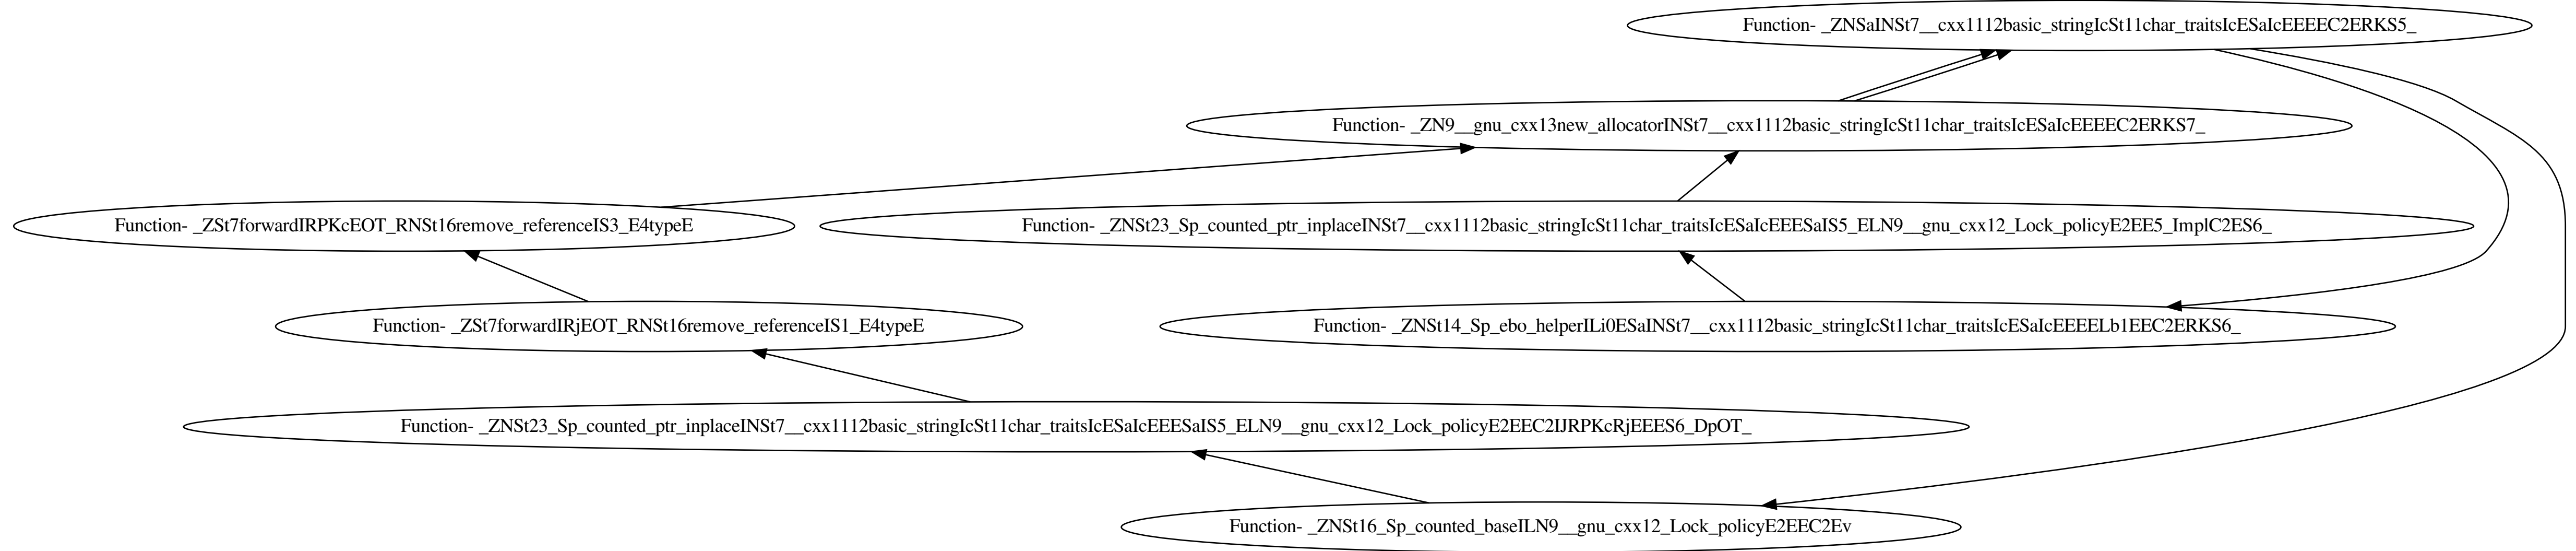 Function- _ZNSaINSt7__cxx1112basic_stringIcSt11char_traitsIcESaIcEEEEC2ERKS5_
Function- _ZN9__gnu_cxx13new_allocatorINSt7__cxx1112basic_stringIcSt11char_traitsIcESaIcEEEEC2ERKS7_
Function- _ZSt7forwardIRPKcEOT_RNSt16remove_referenceIS3_E4typeE
Function- _ZNSt23_Sp_counted_ptr_inplaceINSt7__cxx1112basic_stringIcSt11char_traitsIcESaIcEEESaIS5_ELN9__gnu_cxx12_Lock_policyE2EE5_ImplC2ES6_
Function- _ZSt7forwardIRjEOT_RNSt16remove_referenceIS1_E4typeE
Function- _ZNSt14_Sp_ebo_helperILi0ESaINSt7__cxx1112basic_stringIcSt11char_traitsIcESaIcEEEELb1EEC2ERKS6_
Function- _ZNSt23_Sp_counted_ptr_inplaceINSt7__cxx1112basic_stringIcSt11char_traitsIcESaIcEEESaIS5_ELN9__gnu_cxx12_Lock_policyE2EEC2IJRPKcRjEEES6_DpOT_
Function- _ZNSt16_Sp_counted_baseILN9__gnu_cxx12_Lock_policyE2EEC2Ev